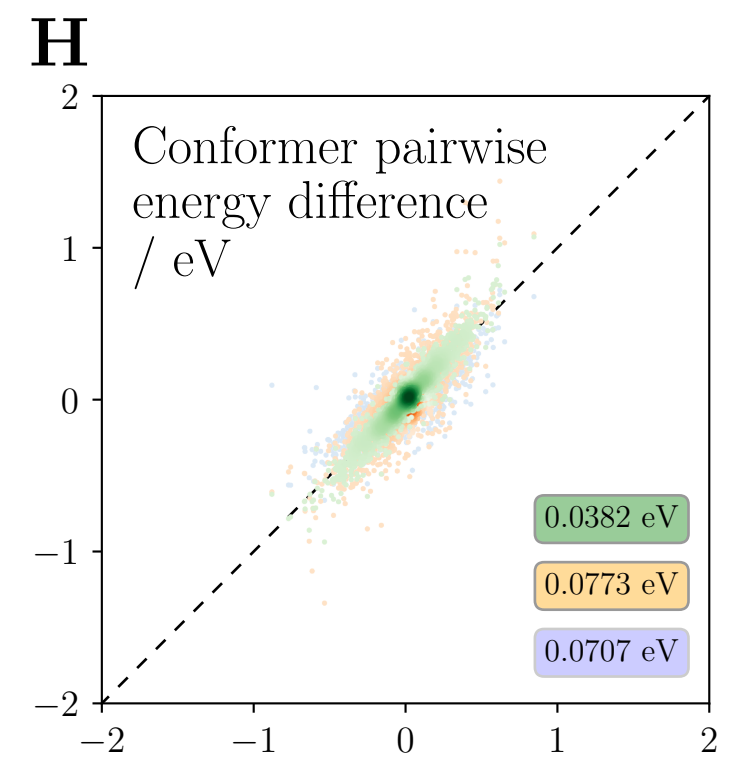 H
2
Conformer pairwise
energy difference
/ eV
1
0
0.0382 eV
−1
0.0773 eV
0.0707 eV
−2
−2 −1 0 1 2